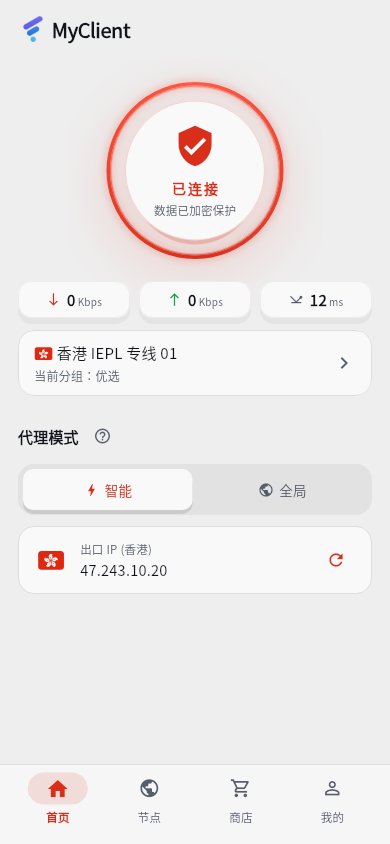 MyClient
已连接
数据已加密保护
0 Kbps
0 Kbps
12 ms
香港 IEPL 专线 01
当前分组：优选
代理模式
智能
全局
出口 IP (香港)
47.243.10.20
首页
节点
商店
我的